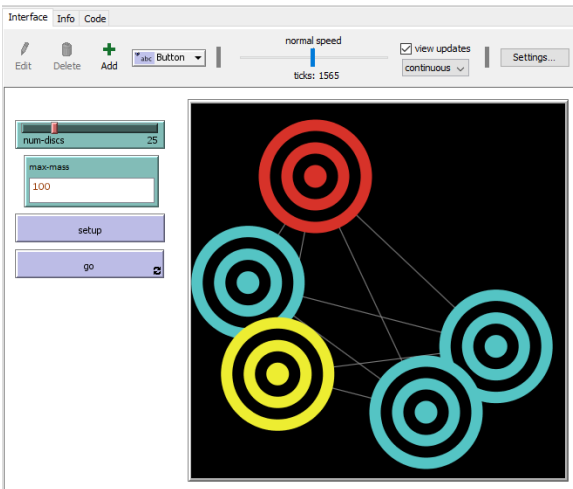 Interface Info Code
Edit
Delete
Add
abc Button
normal speed
ticks: 1565
view updates
continuous
Settings...
num-discs 25
max-mass
100
setup
go